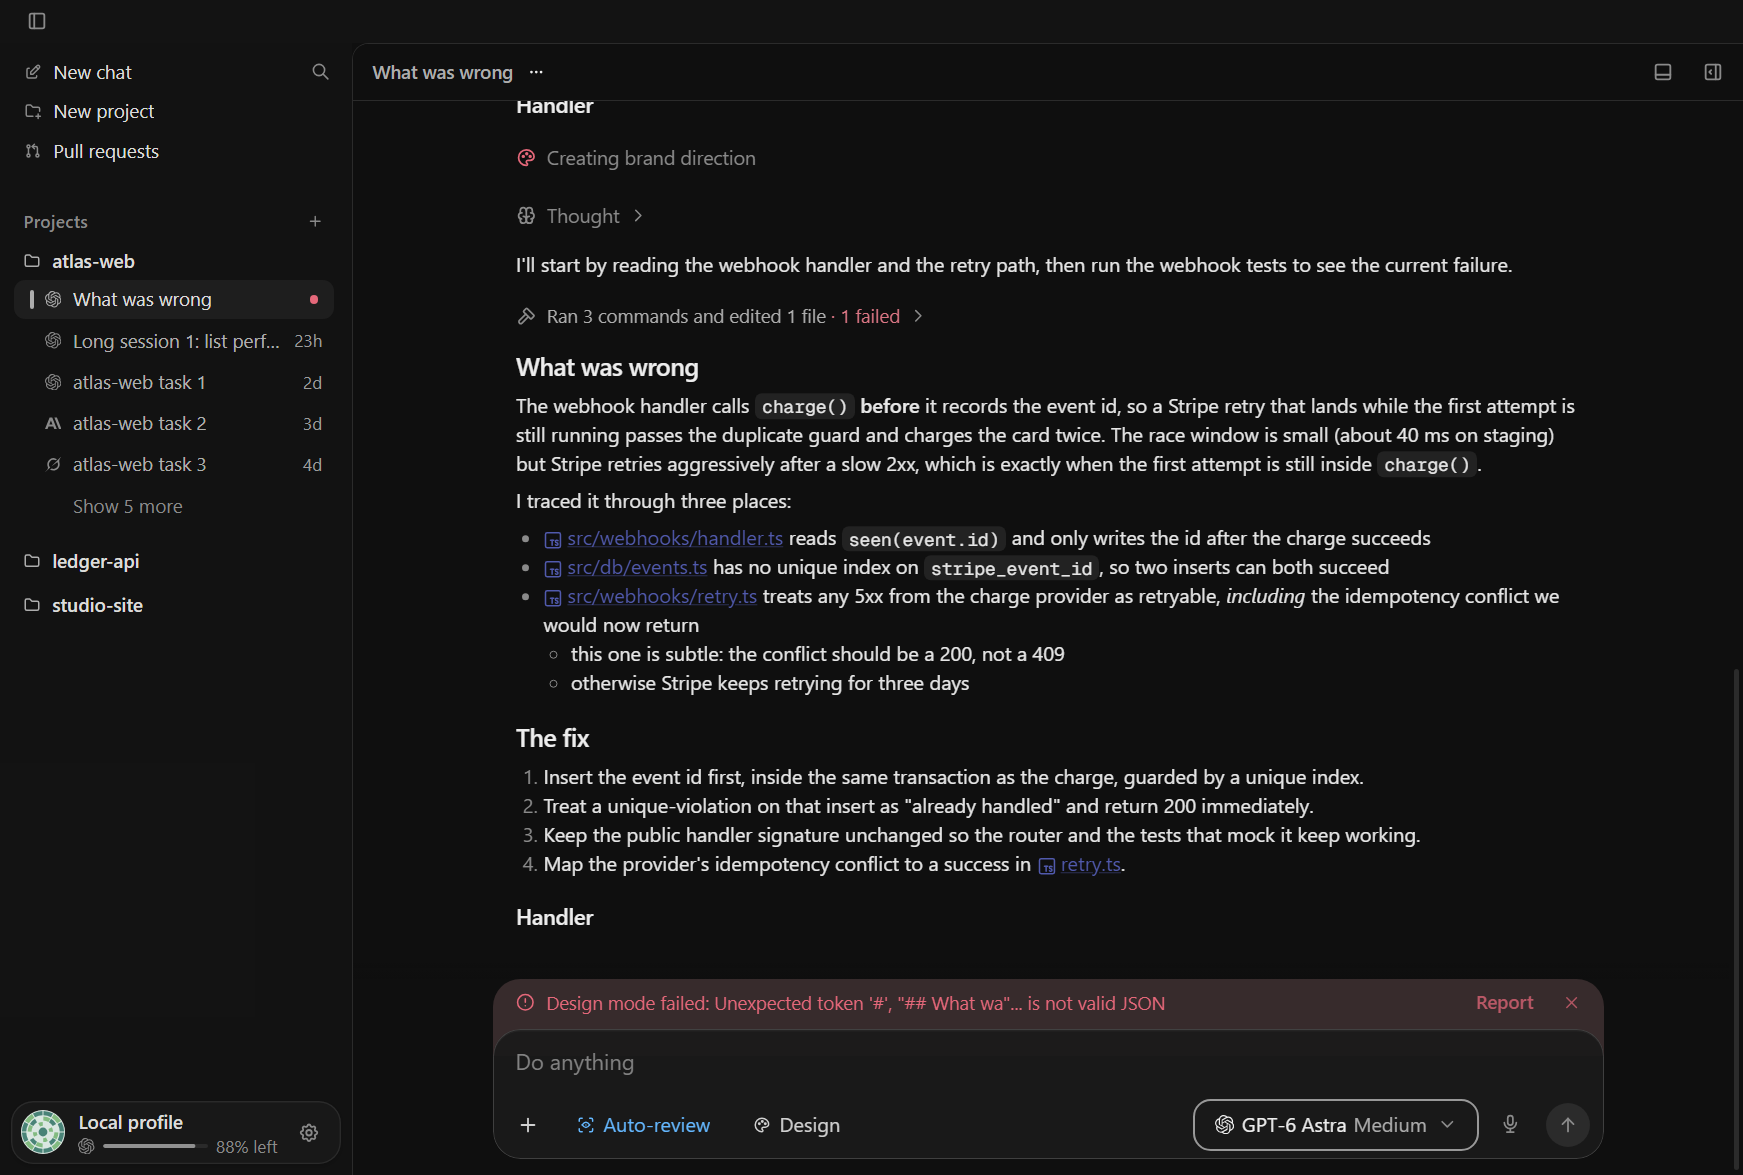 New chat
New project
Pull requests
Projects
atlas-web
What was wrong
Long session 1: list perf... 23h
atlas-web task 1 2d
atlas-web task 2 3d
atlas-web task 3 4d
Show 5 more
ledger-api
studio-site
Local profile
88% left
What was wrong
Handler
Creating brand direction
Thought
I'll start by reading the webhook handler and the retry path, then run the webhook tests to see the current failure.
Ran 3 commands and edited 1 file · 1 failed
What was wrong
The webhook handler calls charge() before it records the event id, so a Stripe retry that lands while the first attempt is
still running passes the duplicate guard and charges the card twice. The race window is small (about 40 ms on staging)
but Stripe retries aggressively after a slow 2xx, which is exactly when the first attempt is still inside charge().
I traced it through three places:
• TS src/webhooks/handler.ts reads seen(event.id) and only writes the id after the charge succeeds
• TS src/db/events.ts has no unique index on stripe_event_id, so two inserts can both succeed
• TS src/webhooks/retry.ts treats any 5xx from the charge provider as retryable, including the idempotency conflict we
would now return
◦ this one is subtle: the conflict should be a 200, not a 409
◦ otherwise Stripe keeps retrying for three days
The fix
1. Insert the event id first, inside the same transaction as the charge, guarded by a unique index.
2. Treat a unique-violation on that insert as "already handled" and return 200 immediately.
3. Keep the public handler signature unchanged so the router and the tests that mock it keep working.
4. Map the provider's idempotency conflict to a success in TS retry.ts.
Handler
Design mode failed: Unexpected token '#', "## What wa"... is not valid JSON Report
Do anything
Auto-review Design GPT-6 Astra Medium